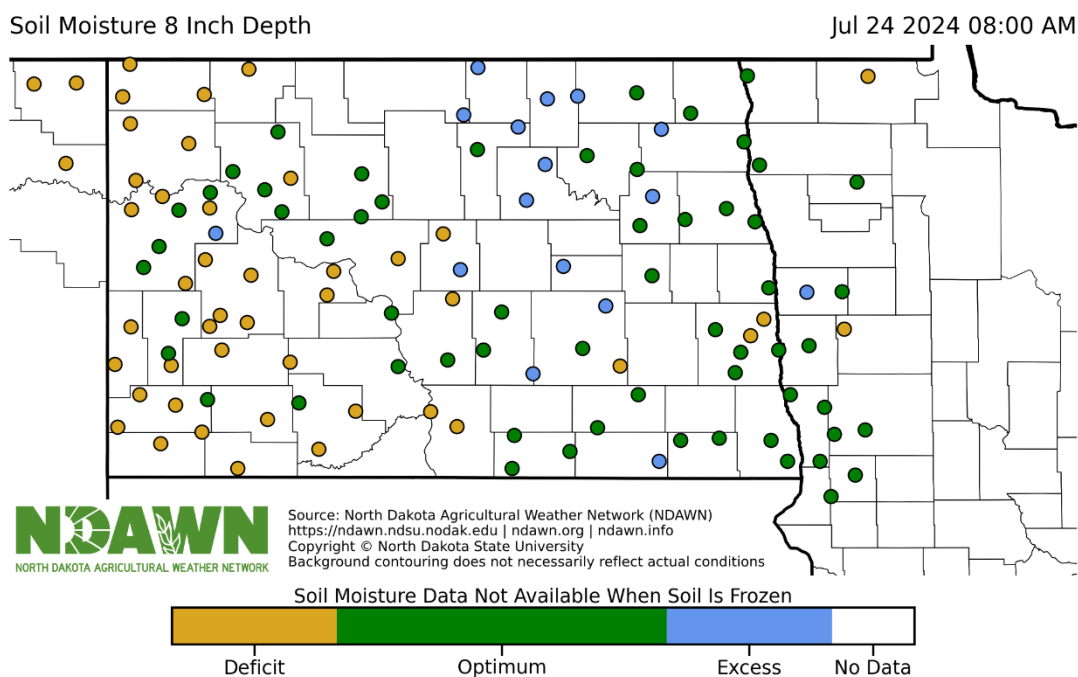 Soil Moisture 8 Inch Depth
Jul 24 2024 08:00 AM
NDAWN
NORTH DAKOTA AGRICULTURAL WEATHER NETWORK
Source: North Dakota Agricultural Weather Network (NDAWN)
https://ndawn.ndsu.nodak.edu | ndawn.org | ndawn.info
Copyright © North Dakota State University
Background contouring does not necessarily reflect actual conditions
Soil Moisture Data Not Available When Soil Is Frozen
Deficit
Optimum
Excess
No Data